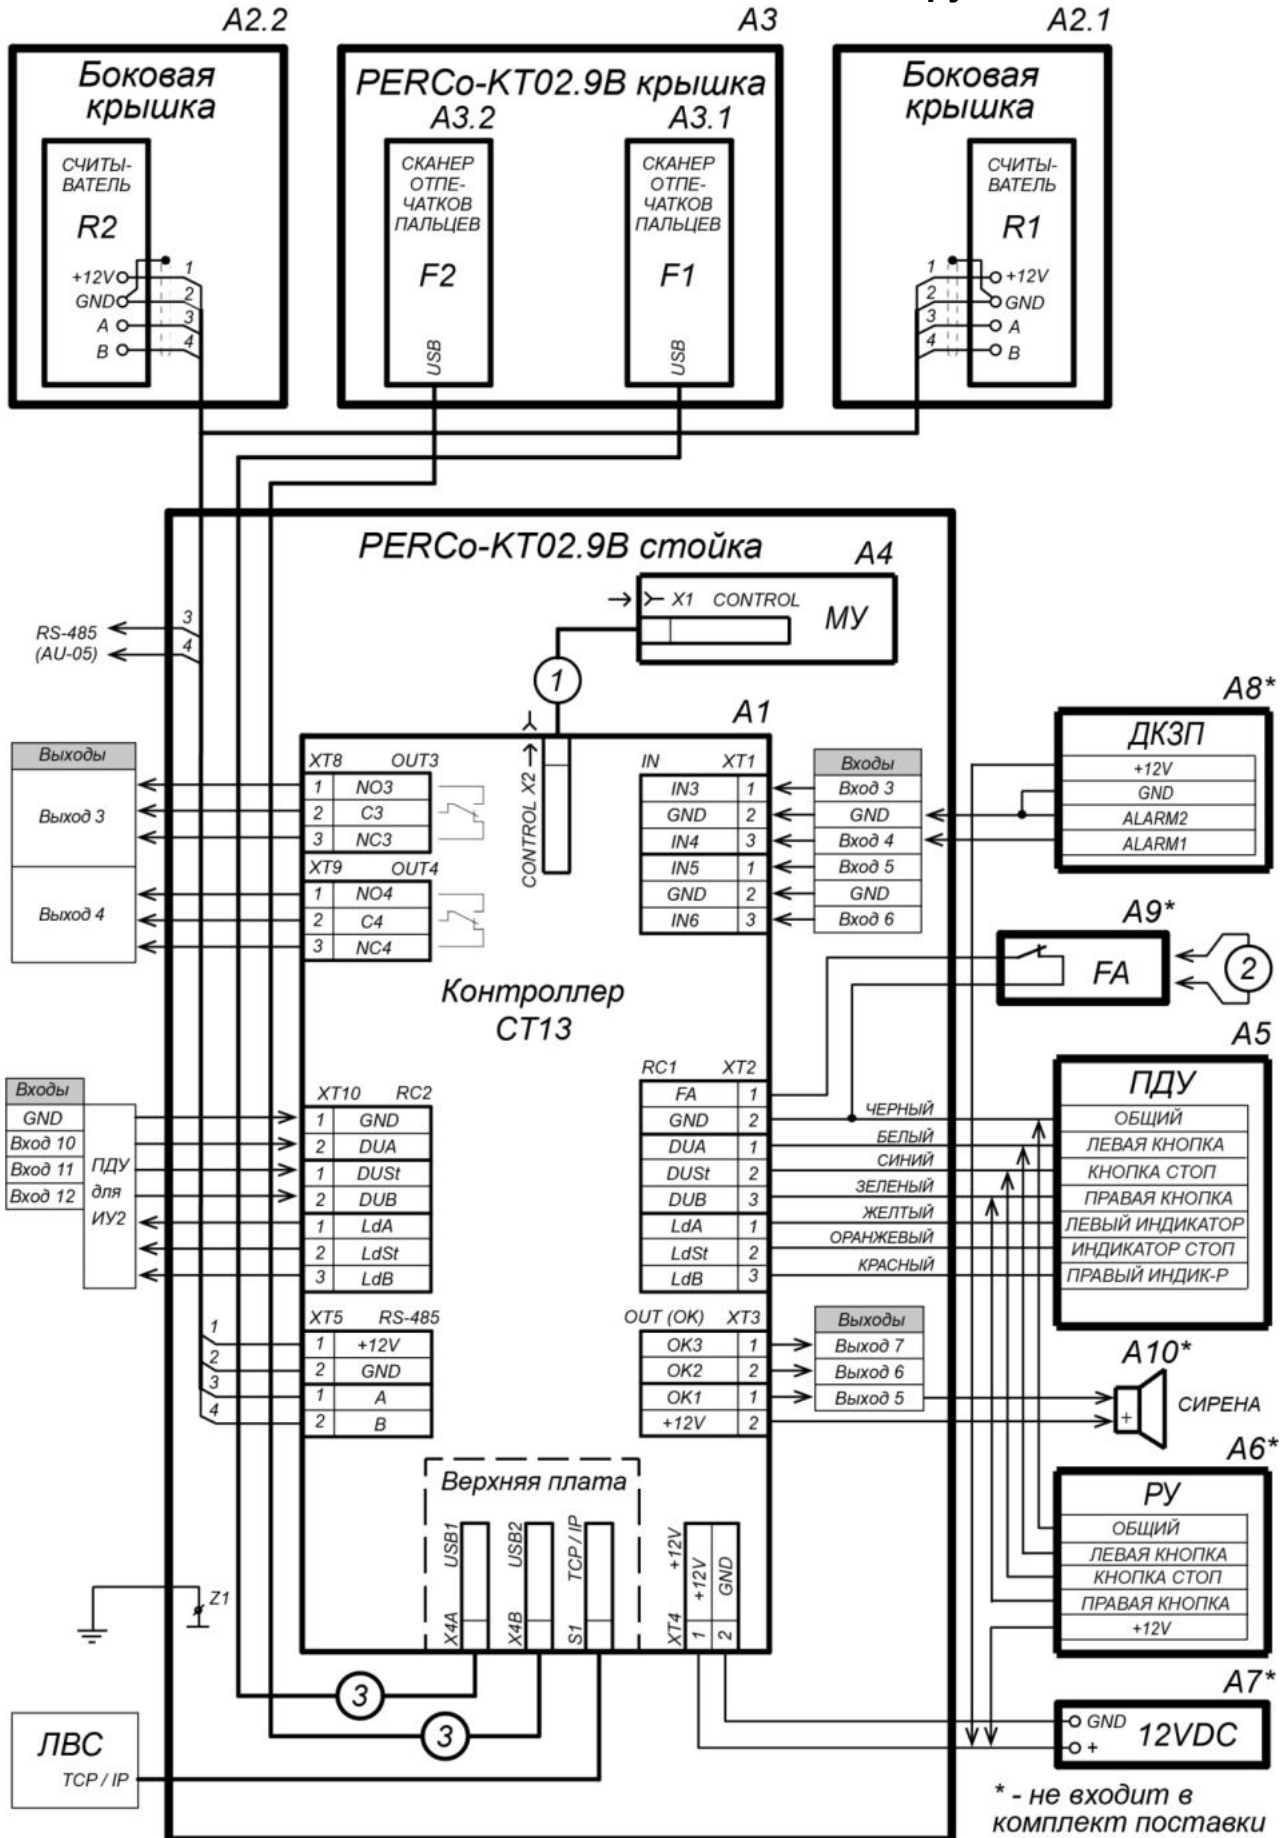 A2.2
A3
A2.1
Боковая
крышка
СЧИТЫ-
ВАТЕЛЬ
R2
+12V
GND
A
B
1
2
3
4
PERCo-KT02.9B крышка
A3.2
A3.1
СКАНЕР
ОТПЕ-
ЧАТКОВ
ПАЛЬЦЕВ
F2
USB
СКАНЕР
ОТПЕ-
ЧАТКОВ
ПАЛЬЦЕВ
F1
USB
Боковая
крышка
СЧИТЫ-
ВАТЕЛЬ
R1
1
2
3
4
+12V
GND
A
B
PERCo-KT02.9B стойка
A4
X1 CONTROL
МУ
RS-485
(AU-05)
3
4
1
A1
CONTROL X2
Выходы
Выход 3
Выход 4
XT8 OUT3
1 NO3
2 C3
3 NC3
XT9 OUT4
1 NO4
2 C4
3 NC4
IN XT1
IN3 1
GND 2
IN4 3
IN5 1
GND 2
IN6 3
Входы
Вход 3
GND
Вход 4
Вход 5
GND
Вход 6
A8*
ДКЗП
+12V
GND
ALARM2
ALARM1
A9*
FA
2
Контроллер
CT13
Входы
GND
Вход 10
Вход 11
Вход 12
ПДУ
для
ИУ2
XT10 RC2
1 GND
2 DUA
1 DUSt
2 DUB
1 LdA
2 LdSt
3 LdB
RC1 XT2
FA 1
GND 2
DUA 1
DUSt 2
DUB 3
LdA 1
LdSt 2
LdB 3
ЧЕРНЫЙ
БЕЛЫЙ
СИНИЙ
ЗЕЛЕНЫЙ
ЖЕЛТЫЙ
ОРАНЖЕВЫЙ
КРАСНЫЙ
A5
ПДУ
ОБЩИЙ
ЛЕВАЯ КНОПКА
КНОПКА СТОП
ПРАВАЯ КНОПКА
ЛЕВЫЙ ИНДИКАТОР
ИНДИКАТОР СТОП
ПРАВЫЙ ИНДИК-Р
1
2
3
4
XT5 RS-485
1 +12V
2 GND
1 A
2 B
OUT (OK) XT3
OK3 1
OK2 2
OK1 1
+12V 2
Выходы
Выход 7
Выход 6
Выход 5
A10*
+
СИРЕНА
Верхняя плата
X4A USB1
X4B USB2
S1 TCP / IP
XT4 +12V
1 +12V
2 GND
A6*
РУ
ОБЩИЙ
ЛЕВАЯ КНОПКА
КНОПКА СТОП
ПРАВАЯ КНОПКА
+12V
Z1
3
3
ЛВС
TCP / IP
A7*
GND
+
12VDC
* - не входит в
комплект поставки